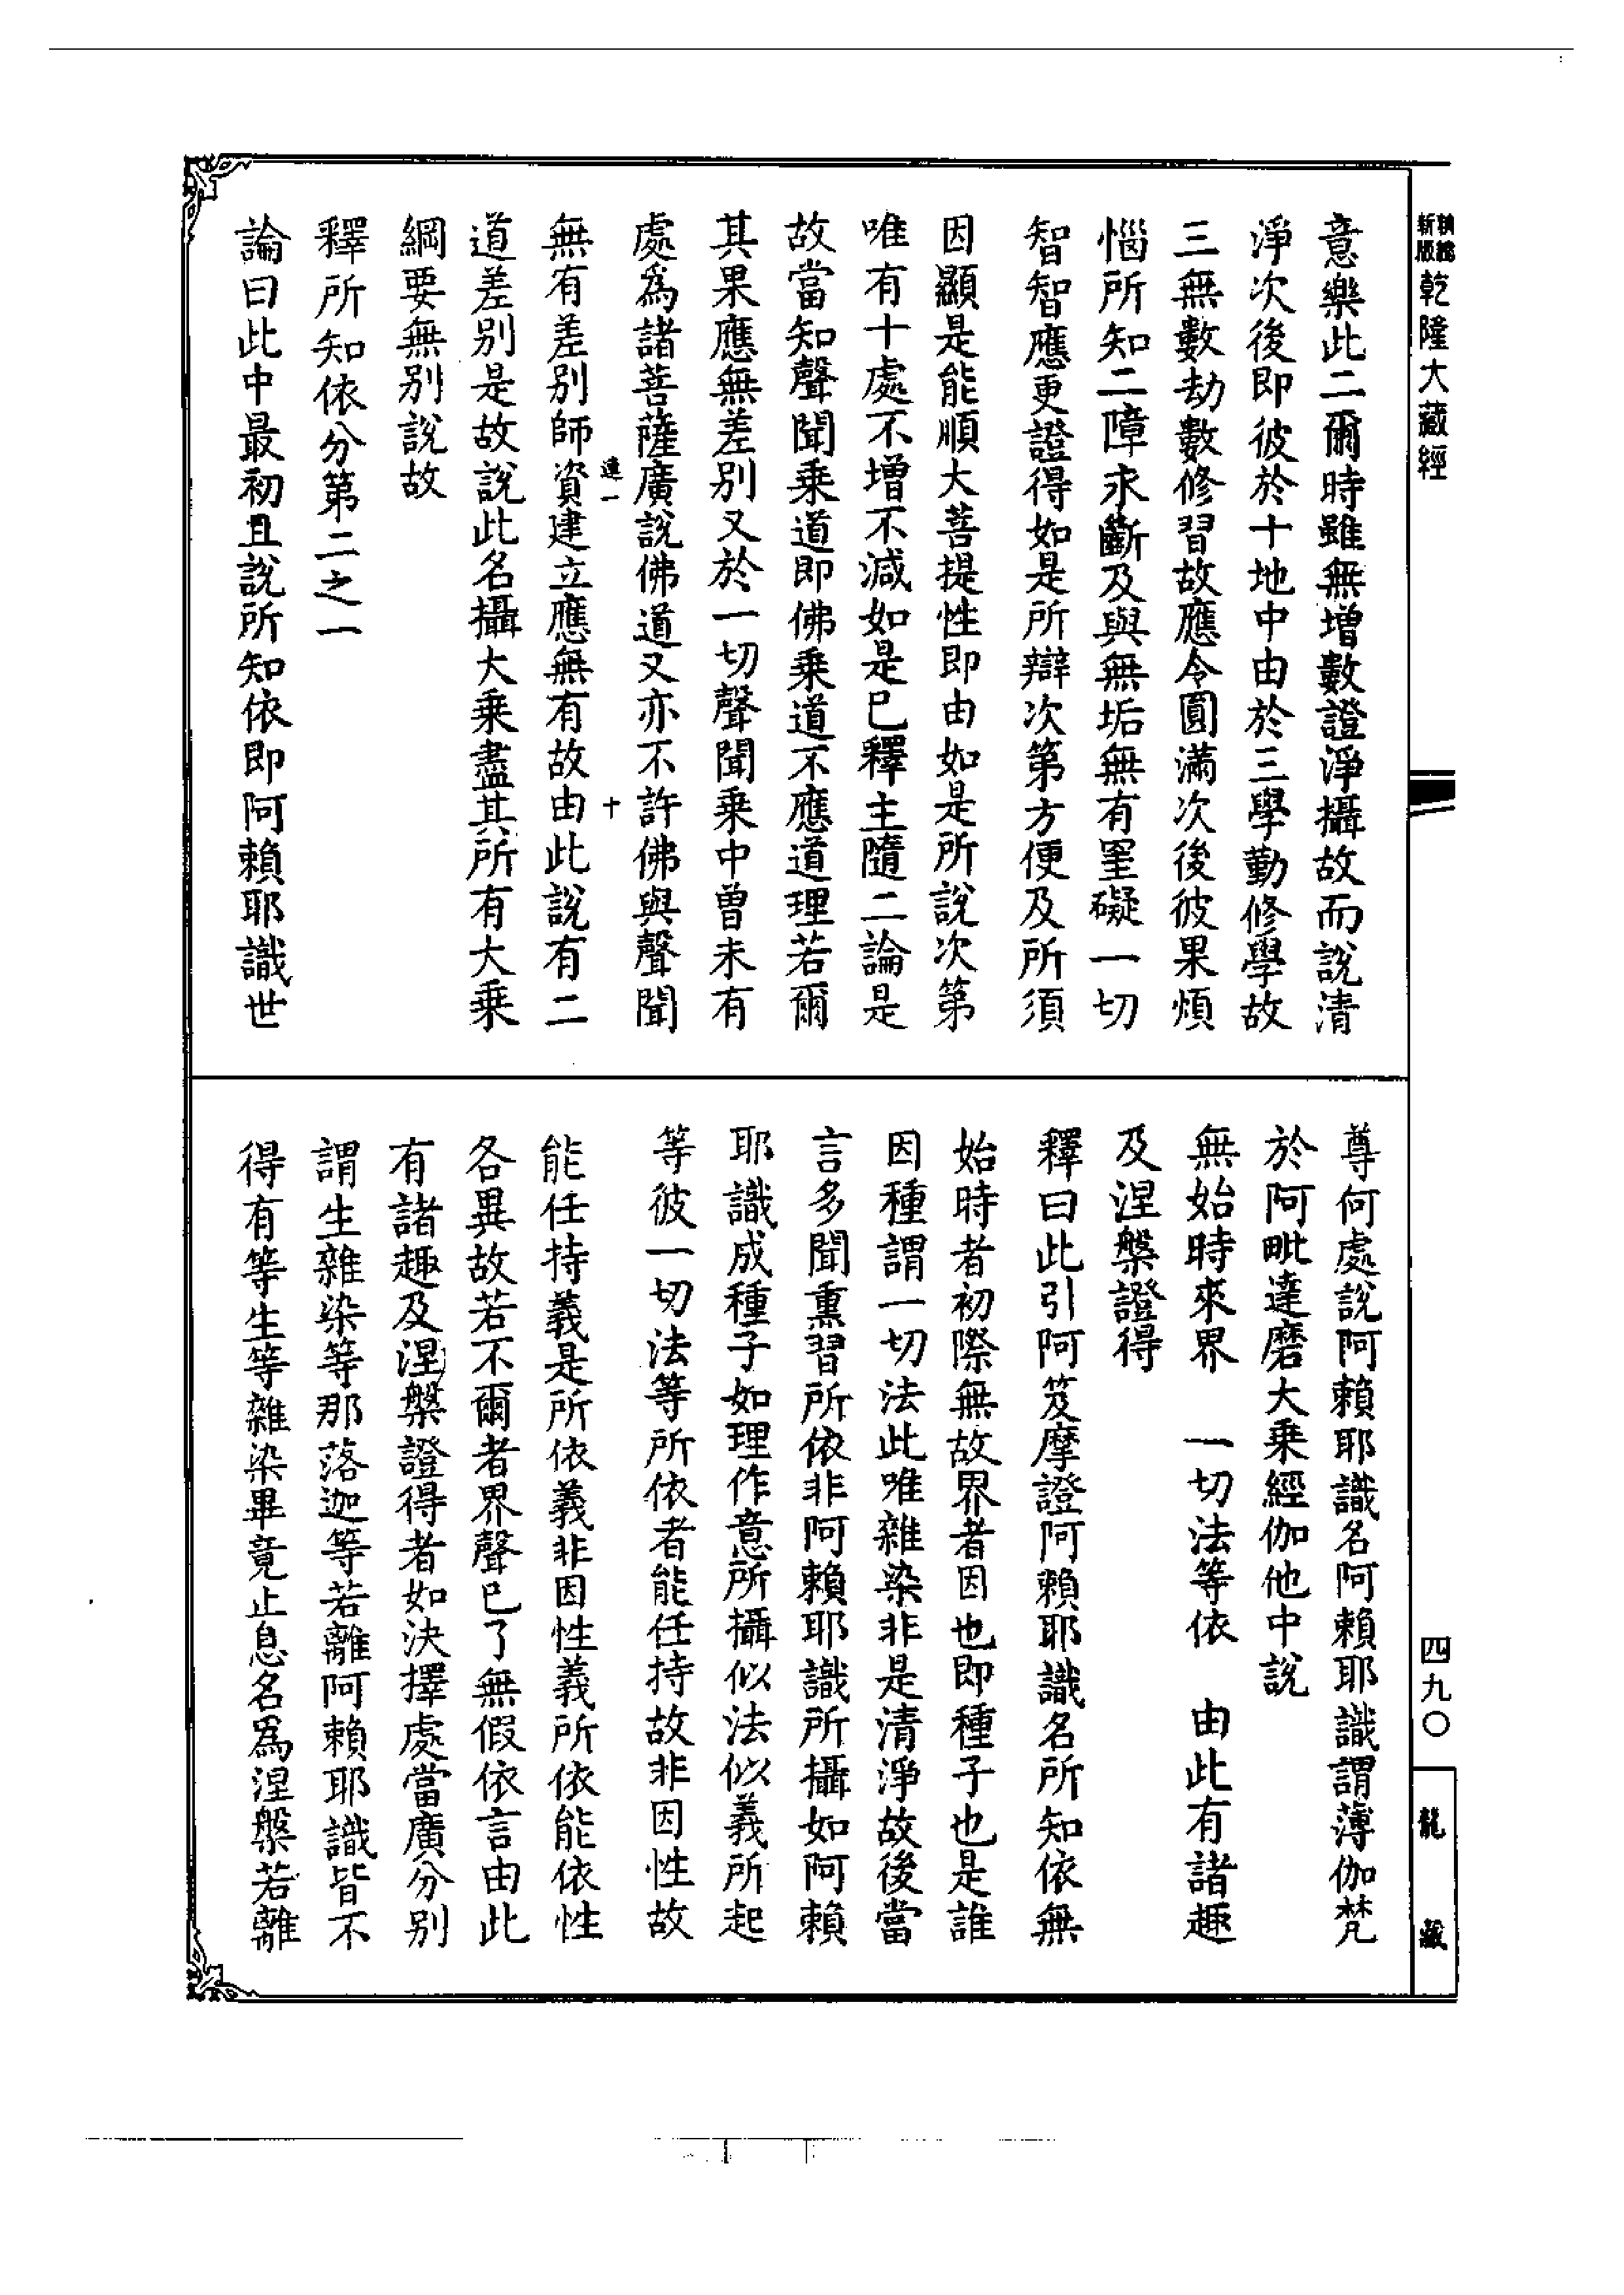 精繕
新版
乾隆大藏經
四九〇
龍藏
意樂此二爾時雖無增數證淨攝故而說清
淨次後即彼於十地中由於三學勤修學故
三無數劫數修習故應令圓滿次後彼果煩
惱所知二障永斷及與無垢無有罣礙一切
智智應更證得如是所辯次第方便及所須
因顯是能順大菩提性即由如是所說次第
唯有十處不增不減如是已釋主隨二論是
故當知聲聞乘道即佛乘道不應道理若爾
其果應無差別又於一切聲聞乘中曾未有
處為諸菩薩廣說佛道又亦不許佛與聲聞
連一
十
無有差別師資建立應無有故由此說有二
道差別是故說此名攝大乘盡其所有大乘
綱要無別說故
釋所知依分第二之一
論曰此中最初且說所知依即阿賴耶識世
尊何處說阿賴耶識名阿賴耶識謂薄伽梵
於阿毗達磨大乘經伽他中說
無始時來界　一切法等依　由此有諸趣
及涅槃證得
釋曰此引阿笈摩證阿賴耶識名所知依無
始時者初際無故界者因也即種子也是誰
因種謂一切法此唯雜染非是清淨故後當
言多聞熏習所依非阿賴耶識所攝如阿賴
耶識成種子如理作意所攝似法似義所起
等彼一切法等所依者能任持故非因性故
能任持義是所依義非因性義所依能依性
各異故若不爾者界聲已了無假依言由此
有諸趣及涅槃證得者如決擇處當廣分別
謂生雜染等那落迦等若離阿賴耶識皆不
得有等生等雜染畢竟止息名為涅槃若離